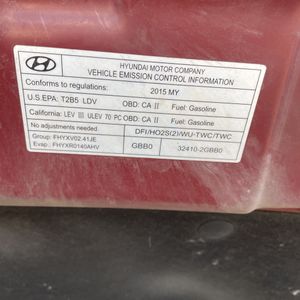 HYUNDAI
HYUNDAI MOTOR COMPANY
VEHICLE EMISSION CONTROL INFORMATION
Conforms to regulations: 2015 MY
U.S.EPA: T2B5 LDV OBD: CA II Fuel: Gasoline
California: LEV III ULEV 70 PC OBD: CA II Fuel: Gasoline
No adjustments needed. DFI/HO2S(2)/WU-TWC/TWC
Group: FHYXV02.41JE
Evap.: FHYXR0140AHV GBB0 32410-2GBB0